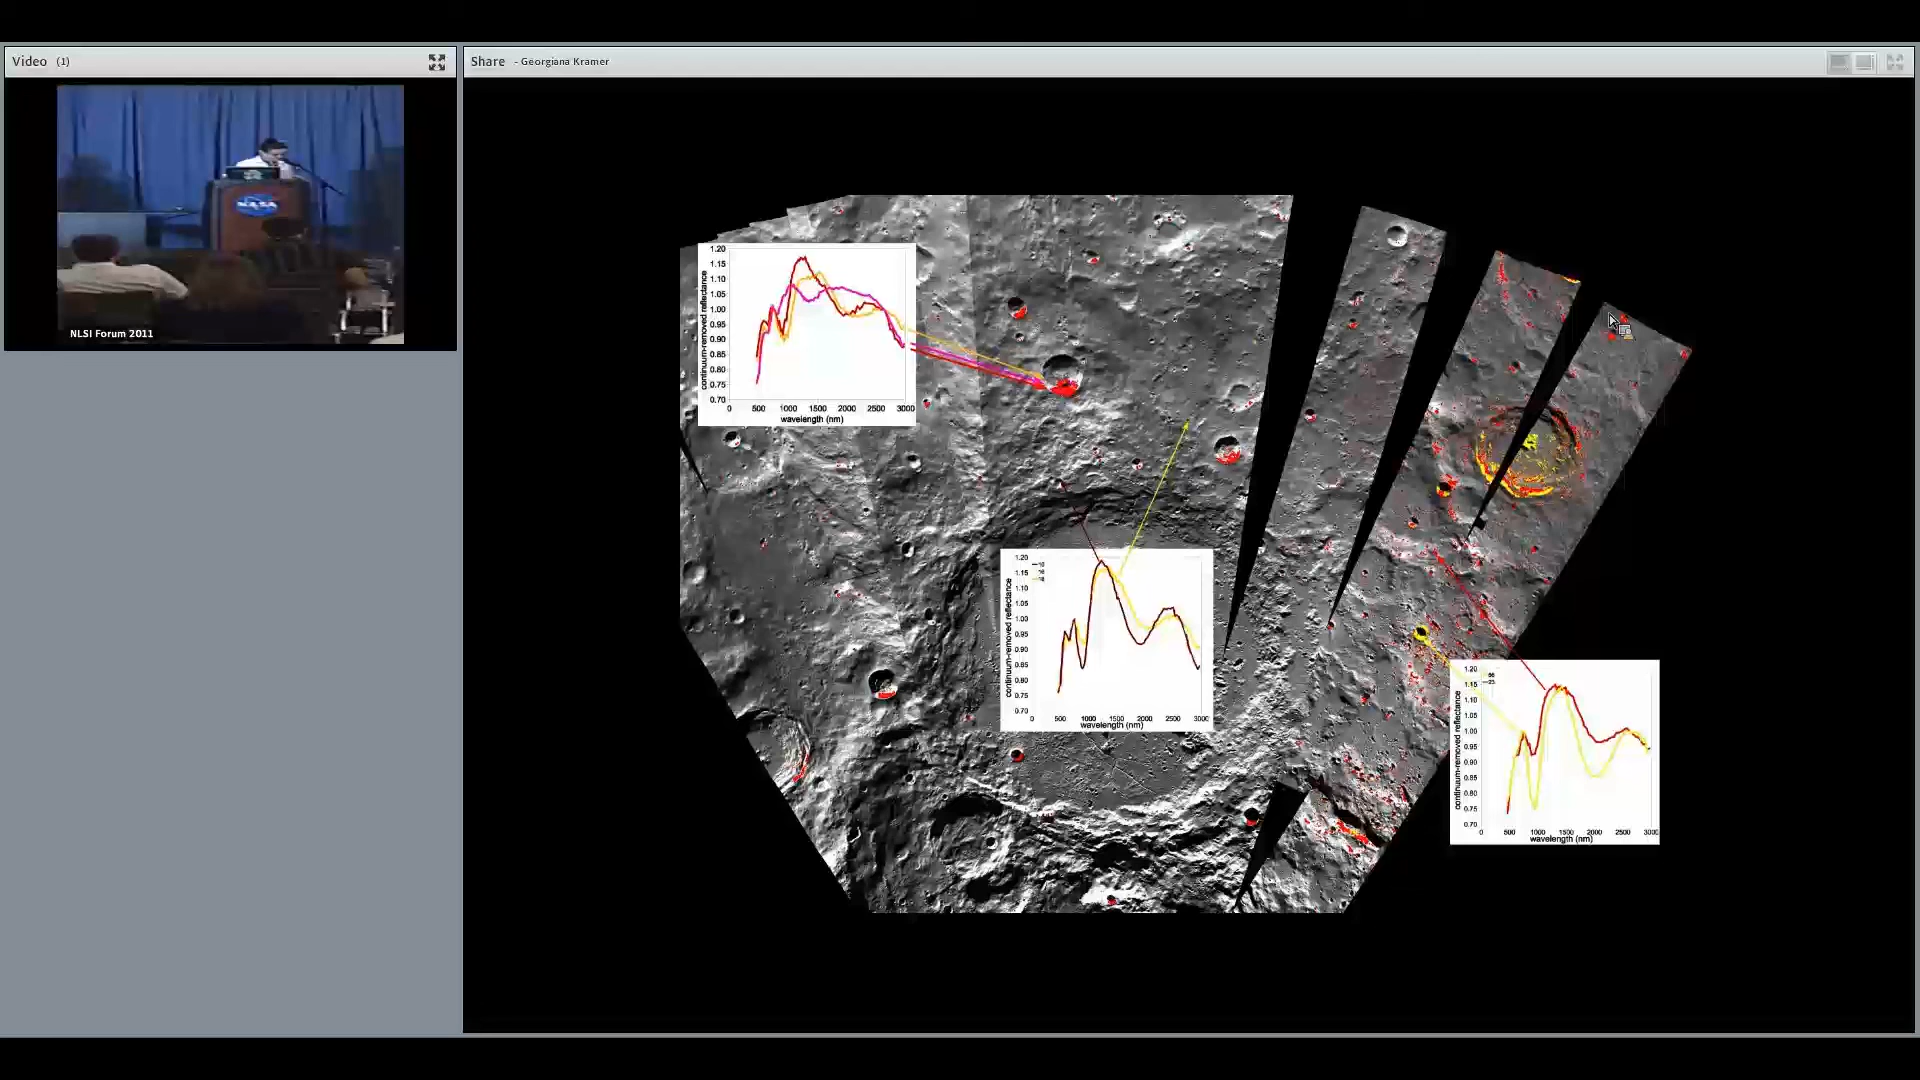 Video (1)
Share - Georgiana Kramer
NASA
NLSI Forum 2011
continuum-removed reflectance
1.20
1.15
1.10
1.05
1.00
0.95
0.90
0.85
0.80
0.75
0.70
0 500 1000 1500 2000 2500 3000
wavelength (nm)
continuum-removed reflectance
1.20
1.15
1.10
1.05
1.00
0.95
0.90
0.85
0.80
0.75
0.70
0 500 1000 1500 2000 2500 3000
wavelength (nm)
continuum-removed reflectance
1.20
1.15
1.10
1.05
1.00
0.95
0.90
0.85
0.80
0.75
0.70
0 500 1000 1500 2000 2500 3000
wavelength (nm)